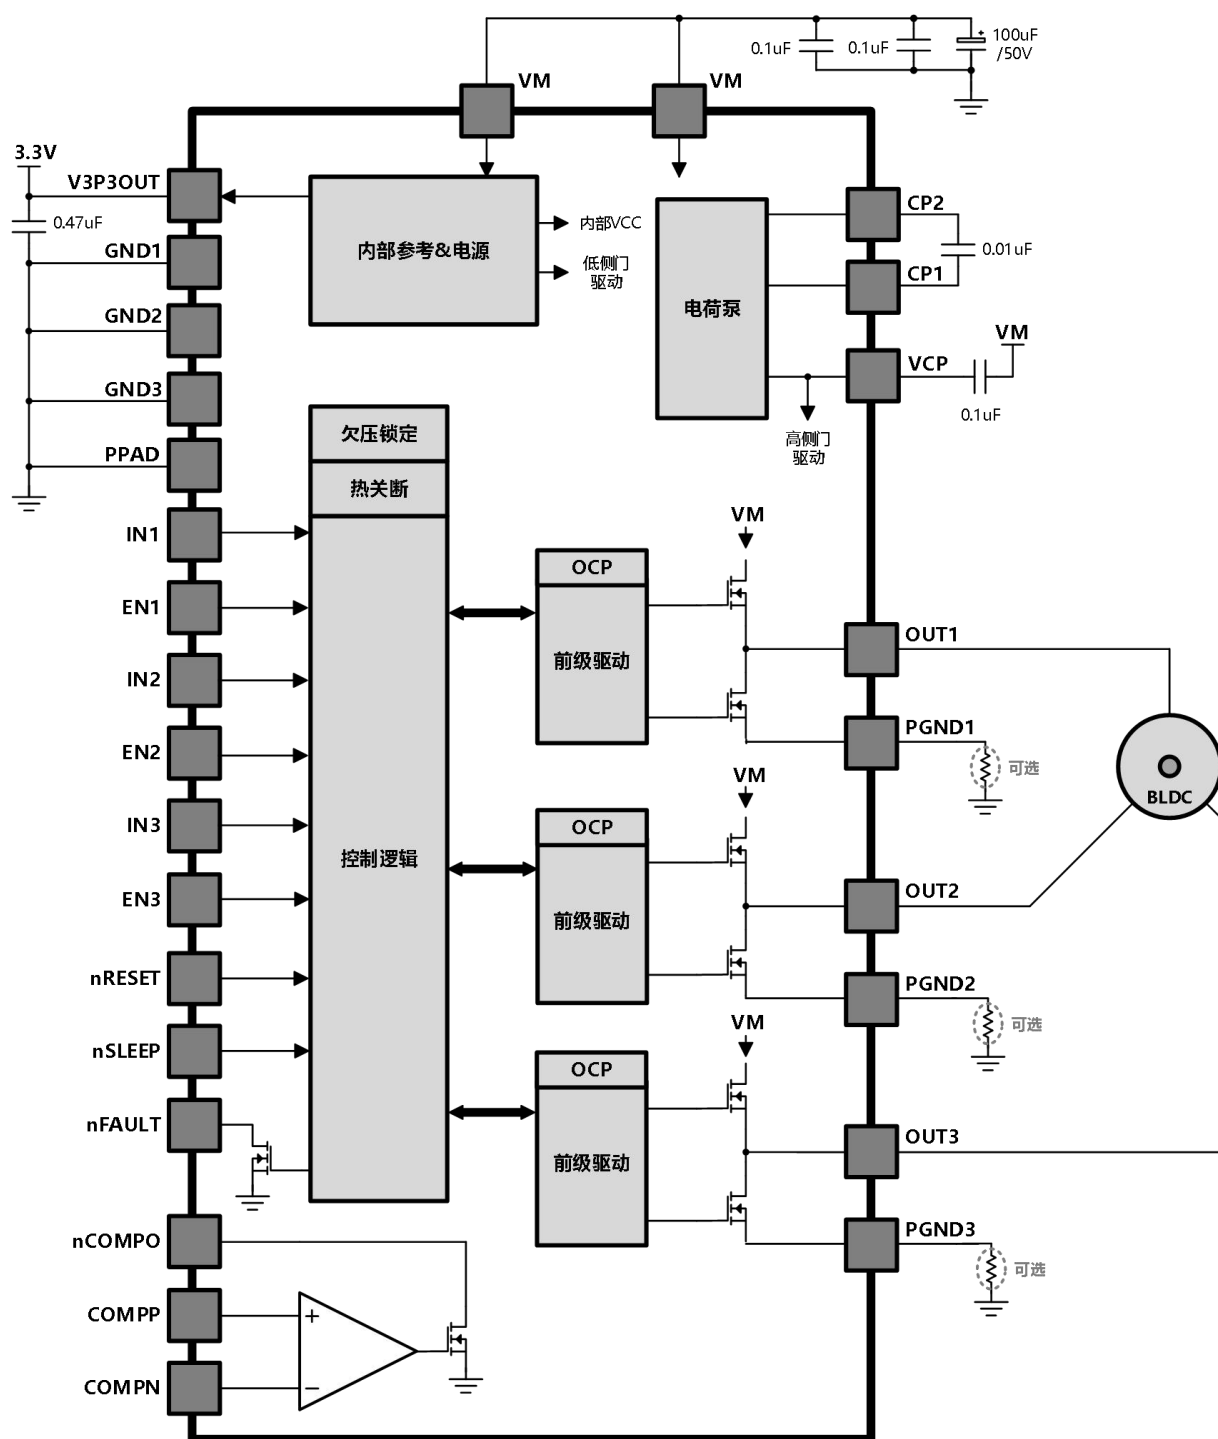 VM
VM
0.1uF
0.1uF
+
100uF
/50V
3.3V
V3P3OUT
0.47uF
GND1
GND2
GND3
PPAD
IN1
EN1
IN2
EN2
IN3
EN3
nRESET
nSLEEP
nFAULT
nCOMPO
COMPP
COMPN
内部参考&电源
内部VCC
低侧门
驱动
电荷泵
CP2
0.01uF
CP1
VCP
VM
0.1uF
高侧门
驱动
欠压锁定
热关断
控制逻辑
OCP
前级驱动
VM
OUT1
PGND1
可选
BLDC
OCP
前级驱动
VM
OUT2
PGND2
可选
OCP
前级驱动
VM
OUT3
PGND3
可选
+
−